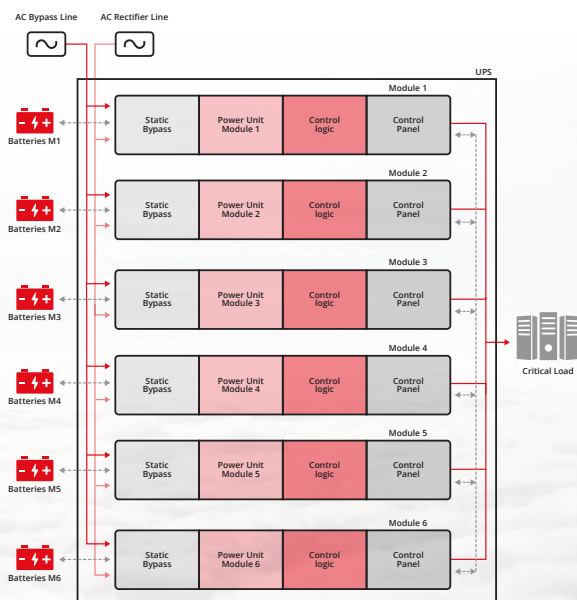 AC Bypass Line
AC Rectifier Line
UPS
Module 1
Batteries M1
Static
Bypass
Power Unit
Module 1
Control
logic
Control
Panel
Module 2
Batteries M2
Static
Bypass
Power Unit
Module 2
Control
logic
Control
Panel
Module 3
Batteries M3
Static
Bypass
Power Unit
Module 3
Control
logic
Control
Panel
Critical Load
Module 4
Batteries M4
Static
Bypass
Power Unit
Module 4
Control
logic
Control
Panel
Module 5
Batteries M5
Static
Bypass
Power Unit
Module 5
Control
logic
Control
Panel
Module 6
Batteries M6
Static
Bypass
Power Unit
Module 6
Control
logic
Control
Panel